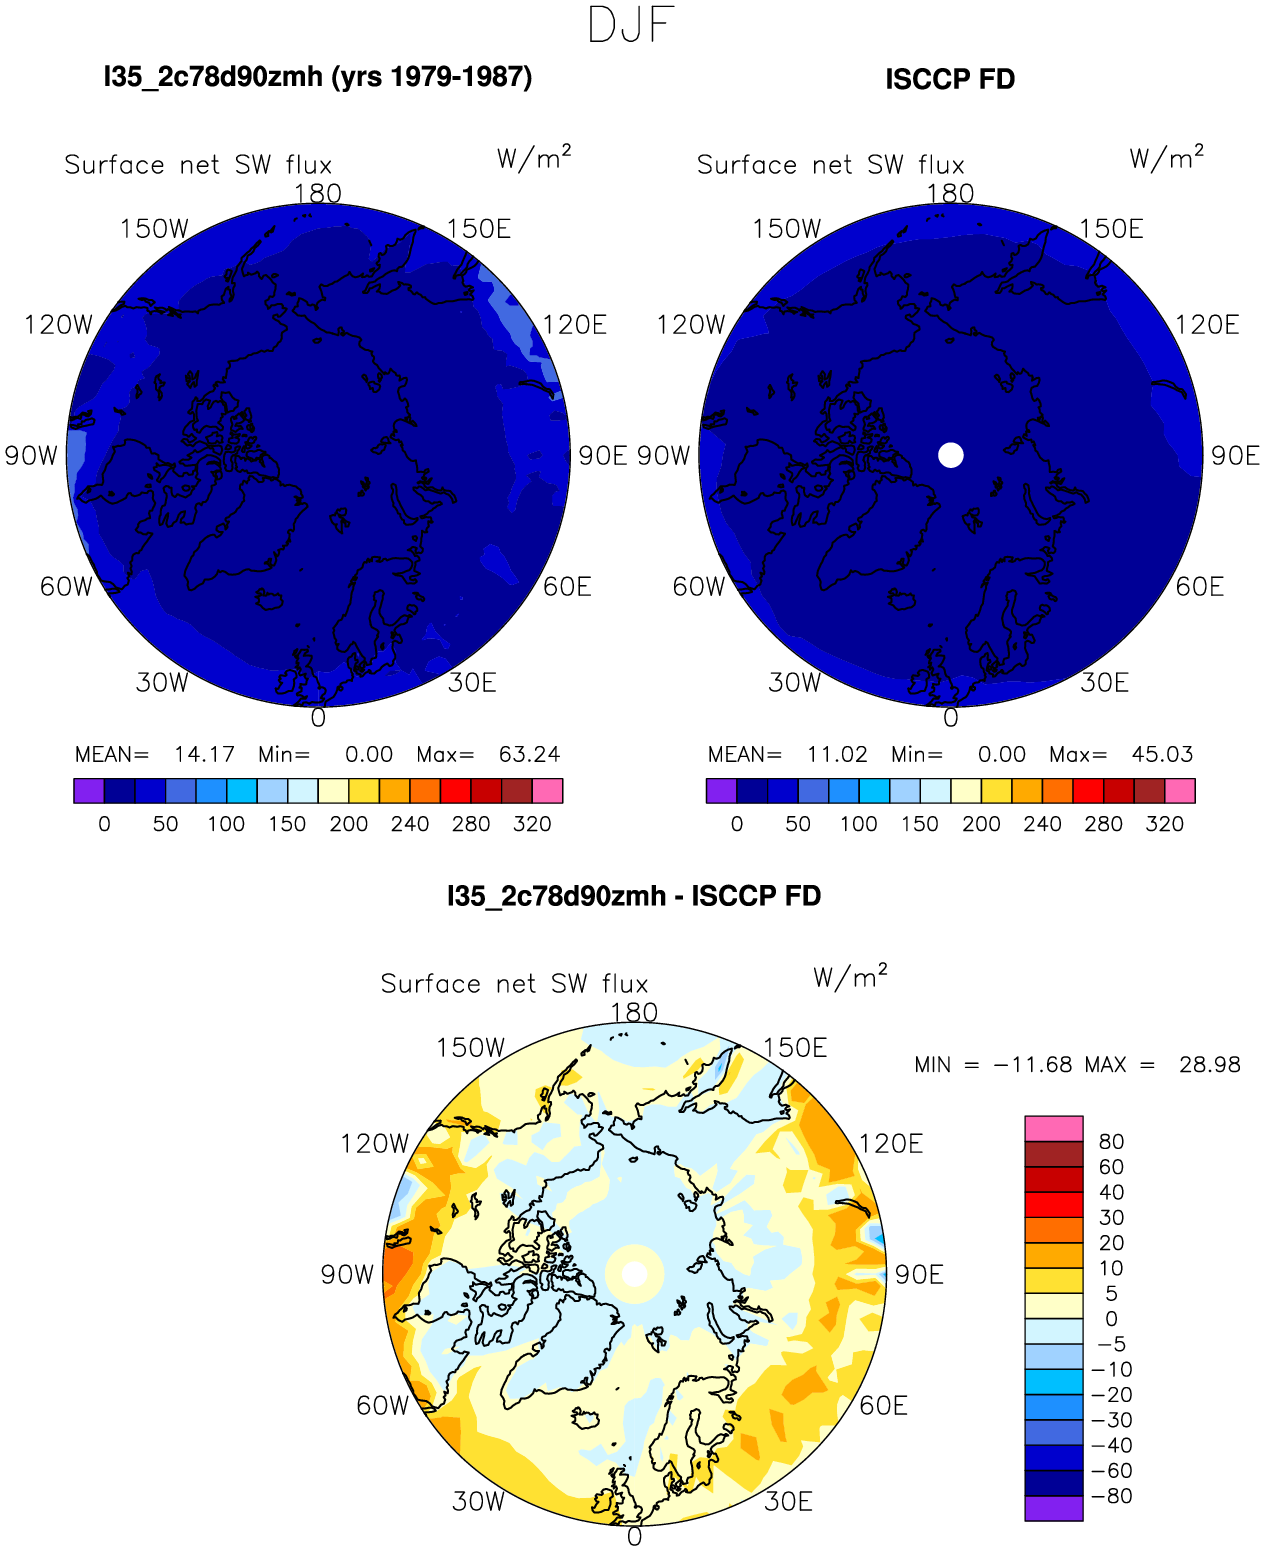 DJF
I35_2c78d90zmh (yrs 1979-1987)
ISCCP FD
Surface net SW flux W/m²
180
150W 150E
120W 120E
90W 90E
60W 60E
30W 30E
0
MEAN= 14.17 Min= 0.00 Max= 63.24
0 50 100 150 200 240 280 320
Surface net SW flux W/m²
180
150W 150E
120W 120E
90W 90E
60W 60E
30W 30E
0
MEAN= 11.02 Min= 0.00 Max= 45.03
0 50 100 150 200 240 280 320
I35_2c78d90zmh - ISCCP FD
Surface net SW flux W/m²
180
150W 150E
120W 120E
90W 90E
60W 60E
30W 30E
0
MIN = −11.68 MAX = 28.98
80
60
40
30
20
10
5
0
−5
−10
−20
−30
−40
−60
−80